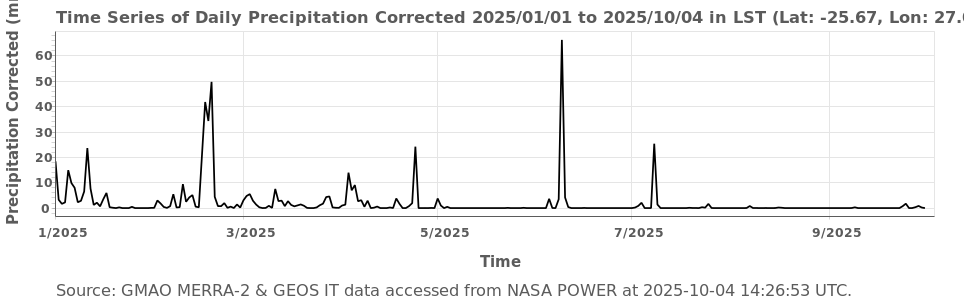 Time Series of Daily Precipitation Corrected 2025/01/01 to 2025/10/04 in LST (Lat: -25.67, Lon: 27.
Precipitation Corrected
60
50
40
30
20
10
0
1/2025 3/2025 5/2025 7/2025 9/2025
Time
Source: GMAO MERRA-2 & GEOS IT data accessed from NASA POWER at 2025-10-04 14:26:53 UTC.